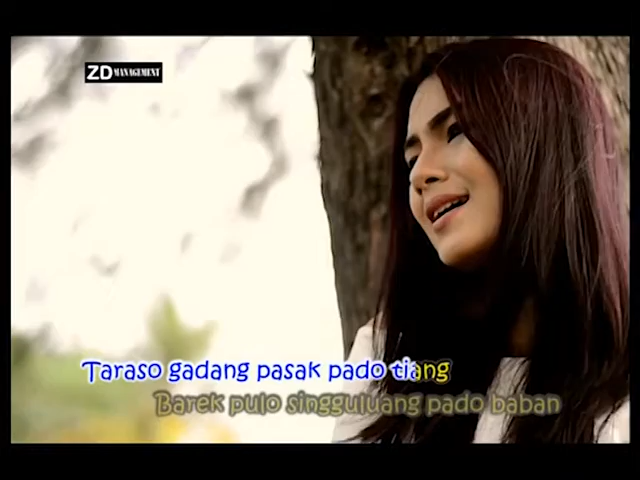 ZD MANAGEMENT
Taraso gadang pasak pado tiang
Barek pulo singguluang pado baban